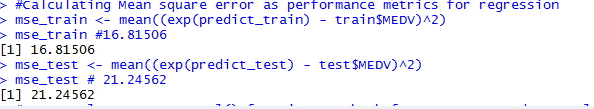 > #Calculating Mean square error as performance metrics for regression
> mse_train <- mean((exp(predict_train) - train$MEDV)^2)
> mse_train #16.81506
[1] 16.81506
> mse_test <- mean((exp(predict_test) - test$MEDV)^2)
> mse_test # 21.24562
[1] 21.24562